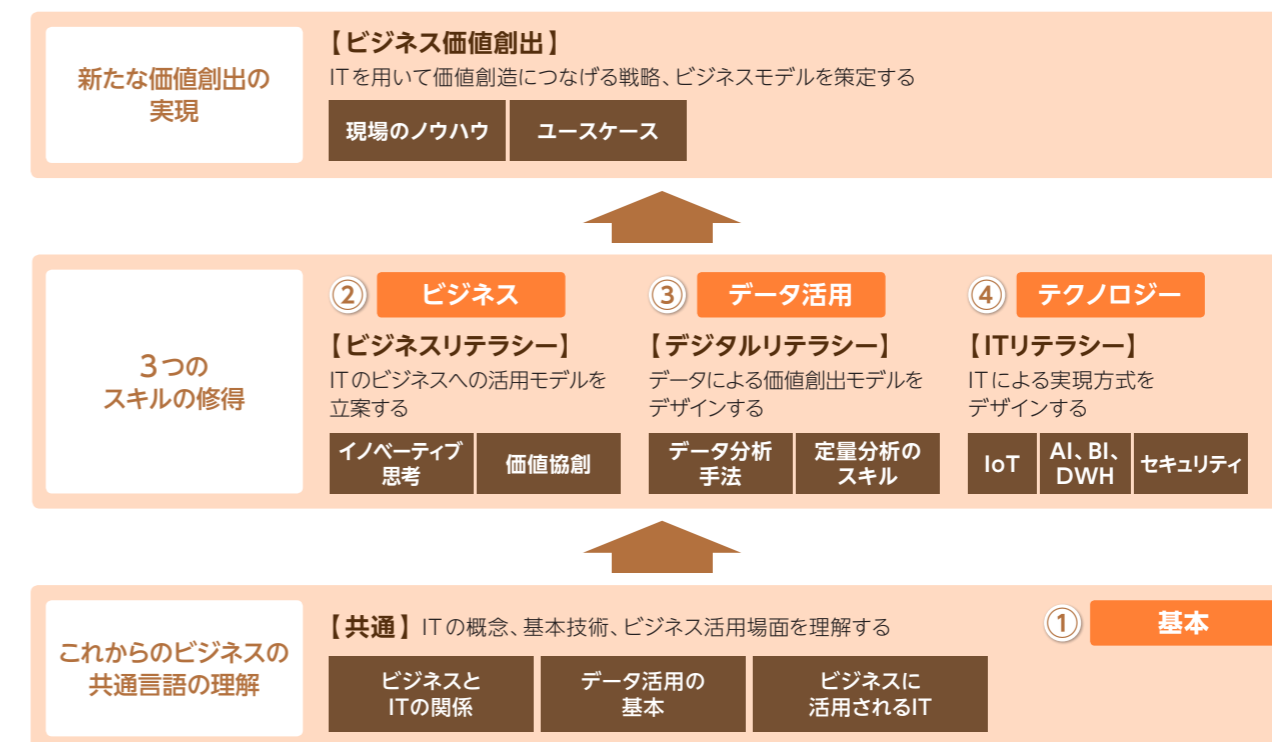 新たな価値創出の
実現
【ビジネス価値創出】
ITを用いて価値創造につなげる戦略、ビジネスモデルを策定する
現場のノウハウ
ユースケース
3つの
スキルの修得
② ビジネス
【ビジネスリテラシー】
ITのビジネスへの活用モデルを
立案する
イノベーティブ
思考
価値協創
③ データ活用
【デジタルリテラシー】
データによる価値創出モデルを
デザインする
データ分析
手法
定量分析の
スキル
④ テクノロジー
【ITリテラシー】
ITによる実現方式を
デザインする
IoT
AI、BI、
DWH
セキュリティ
これからのビジネスの
共通言語の理解
【共通】ITの概念、基本技術、ビジネス活用場面を理解する
① 基本
ビジネスと
ITの関係
データ活用の
基本
ビジネスに
活用されるIT